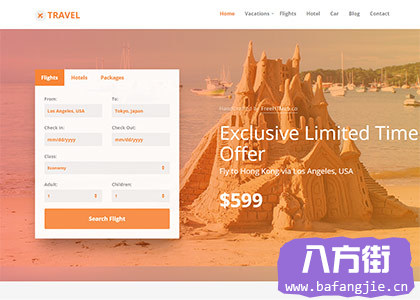 TRAVEL
Home Vacations Flights Hotel Car Blog Contact
Flights Hotels Packages
From: To:
Los Angeles, USA Tokyo, Japan
Check In: Check Out:
mm/dd/yyyy mm/dd/yyyy
Class:
Economy
Adult: Children:
1 1
Search Flight
Exclusive Limited Time
Offer
Fly to Hong Kong via Los Angeles, USA
$599
八方街
www.bafangjie.cn